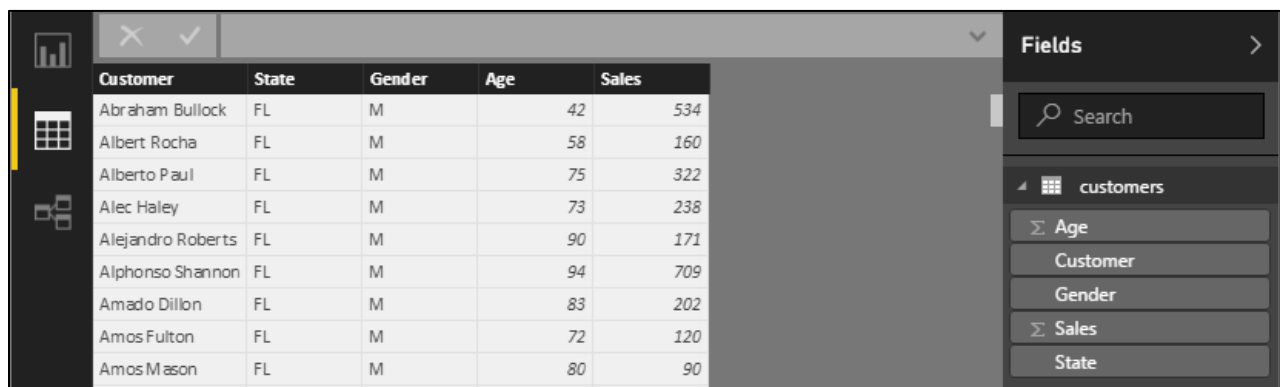 Fields
Customer State Gender Age Sales
Abraham Bullock FL M 42 534
Albert Rocha FL M 58 160
Alberto Paul FL M 75 322
Alec Haley FL M 73 238
Alejandro Roberts FL M 90 171
Alphonso Shannon FL M 94 709
Amado Dillon FL M 83 202
Amos Fulton FL M 72 120
Amos Mason FL M 80 90
Search
customers
Σ Age
Customer
Gender
Σ Sales
State